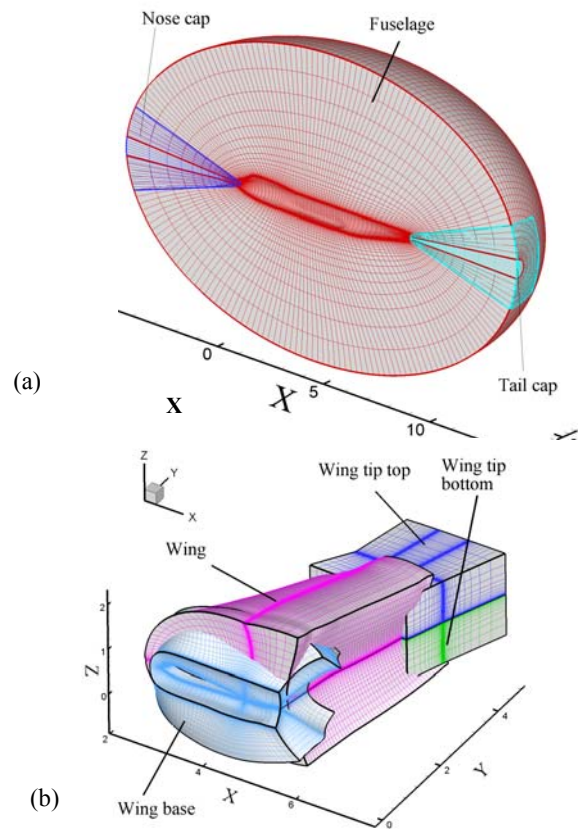 Nose cap
Fuselage
0
5
10
X
X
Tail cap
(a)
Wing tip top
Wing tip
bottom
Z
Y
X
Wing
2
1
0
Z
2
4
6
X
0
2
4
Y
Wing base
(b)